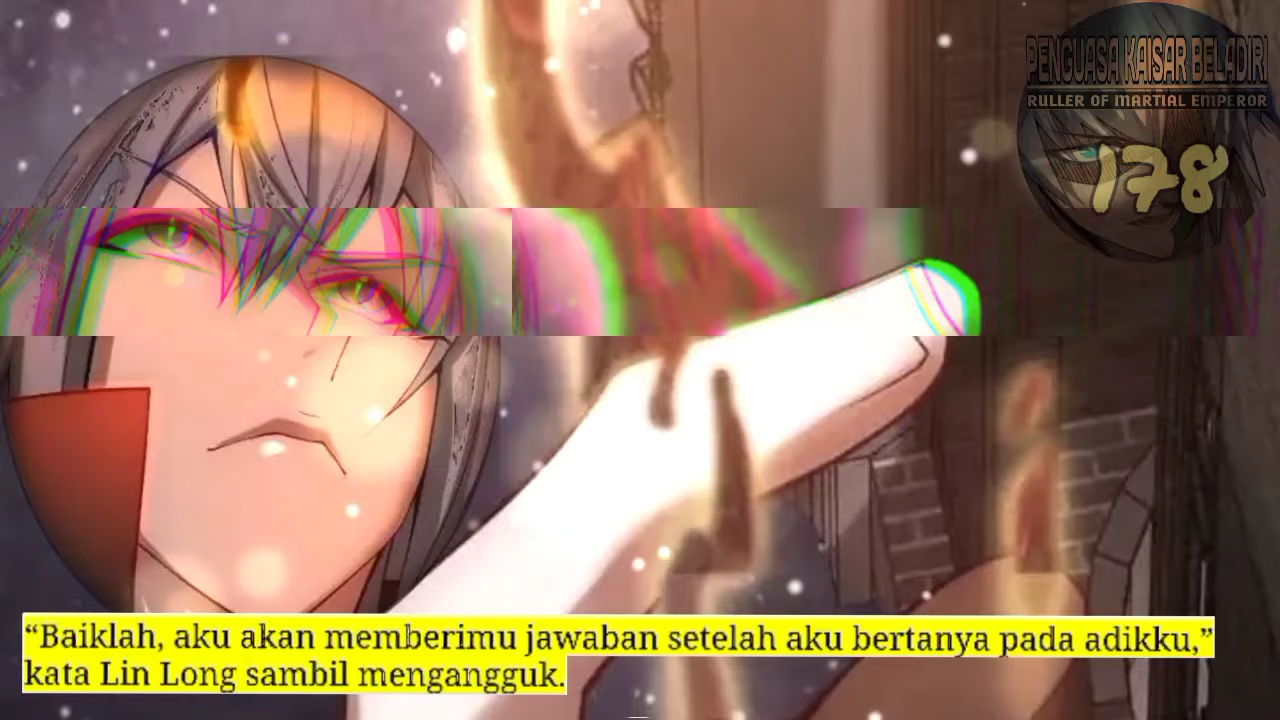 PENGUASA KAISAR BELADIRI
RULLER OF MARTIAL EMPEROR
178
“Baiklah, aku akan memberimu jawaban setelah aku bertanya pada adikku,”
kata Lin Long sambil mengangguk.